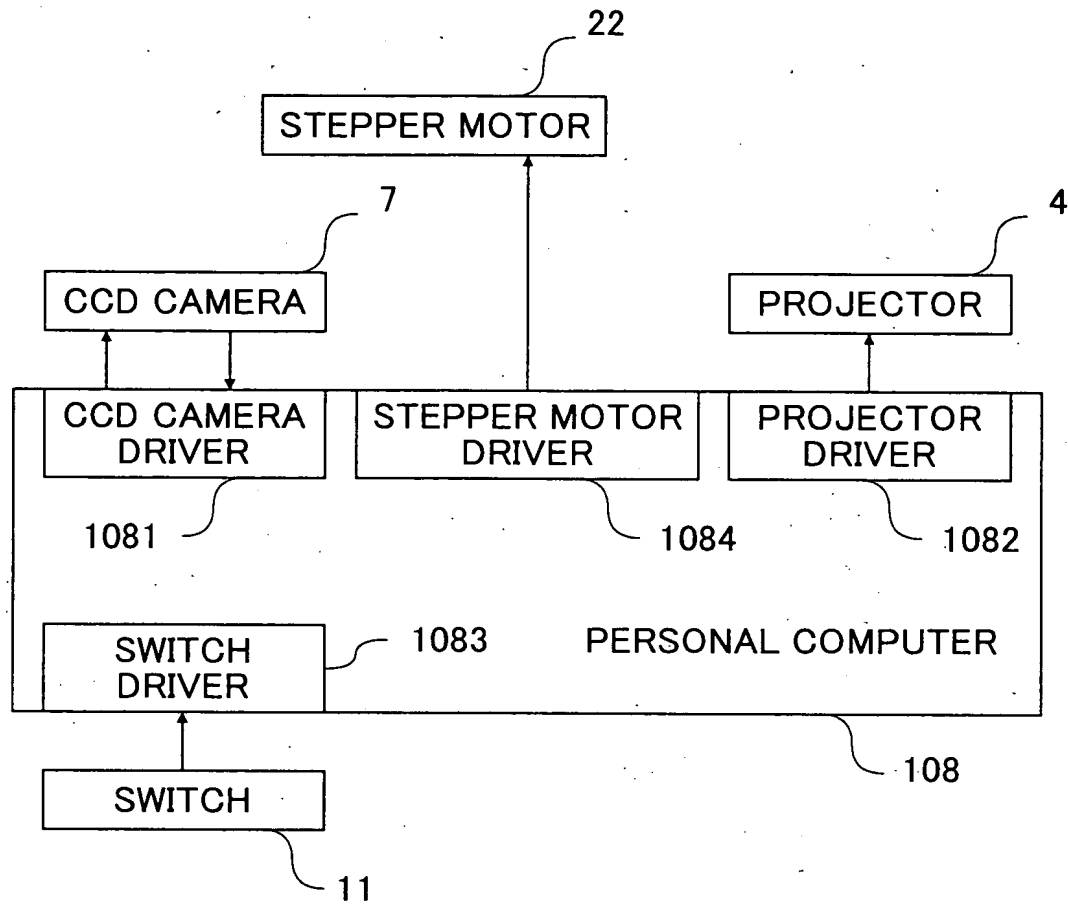 22
STEPPER MOTOR
7
4
CCD CAMERA
PROJECTOR
CCD CAMERA
DRIVER
STEPPER MOTOR
DRIVER
PROJECTOR
DRIVER
1081
1084
1082
SWITCH
DRIVER
1083
PERSONAL COMPUTER
108
SWITCH
11